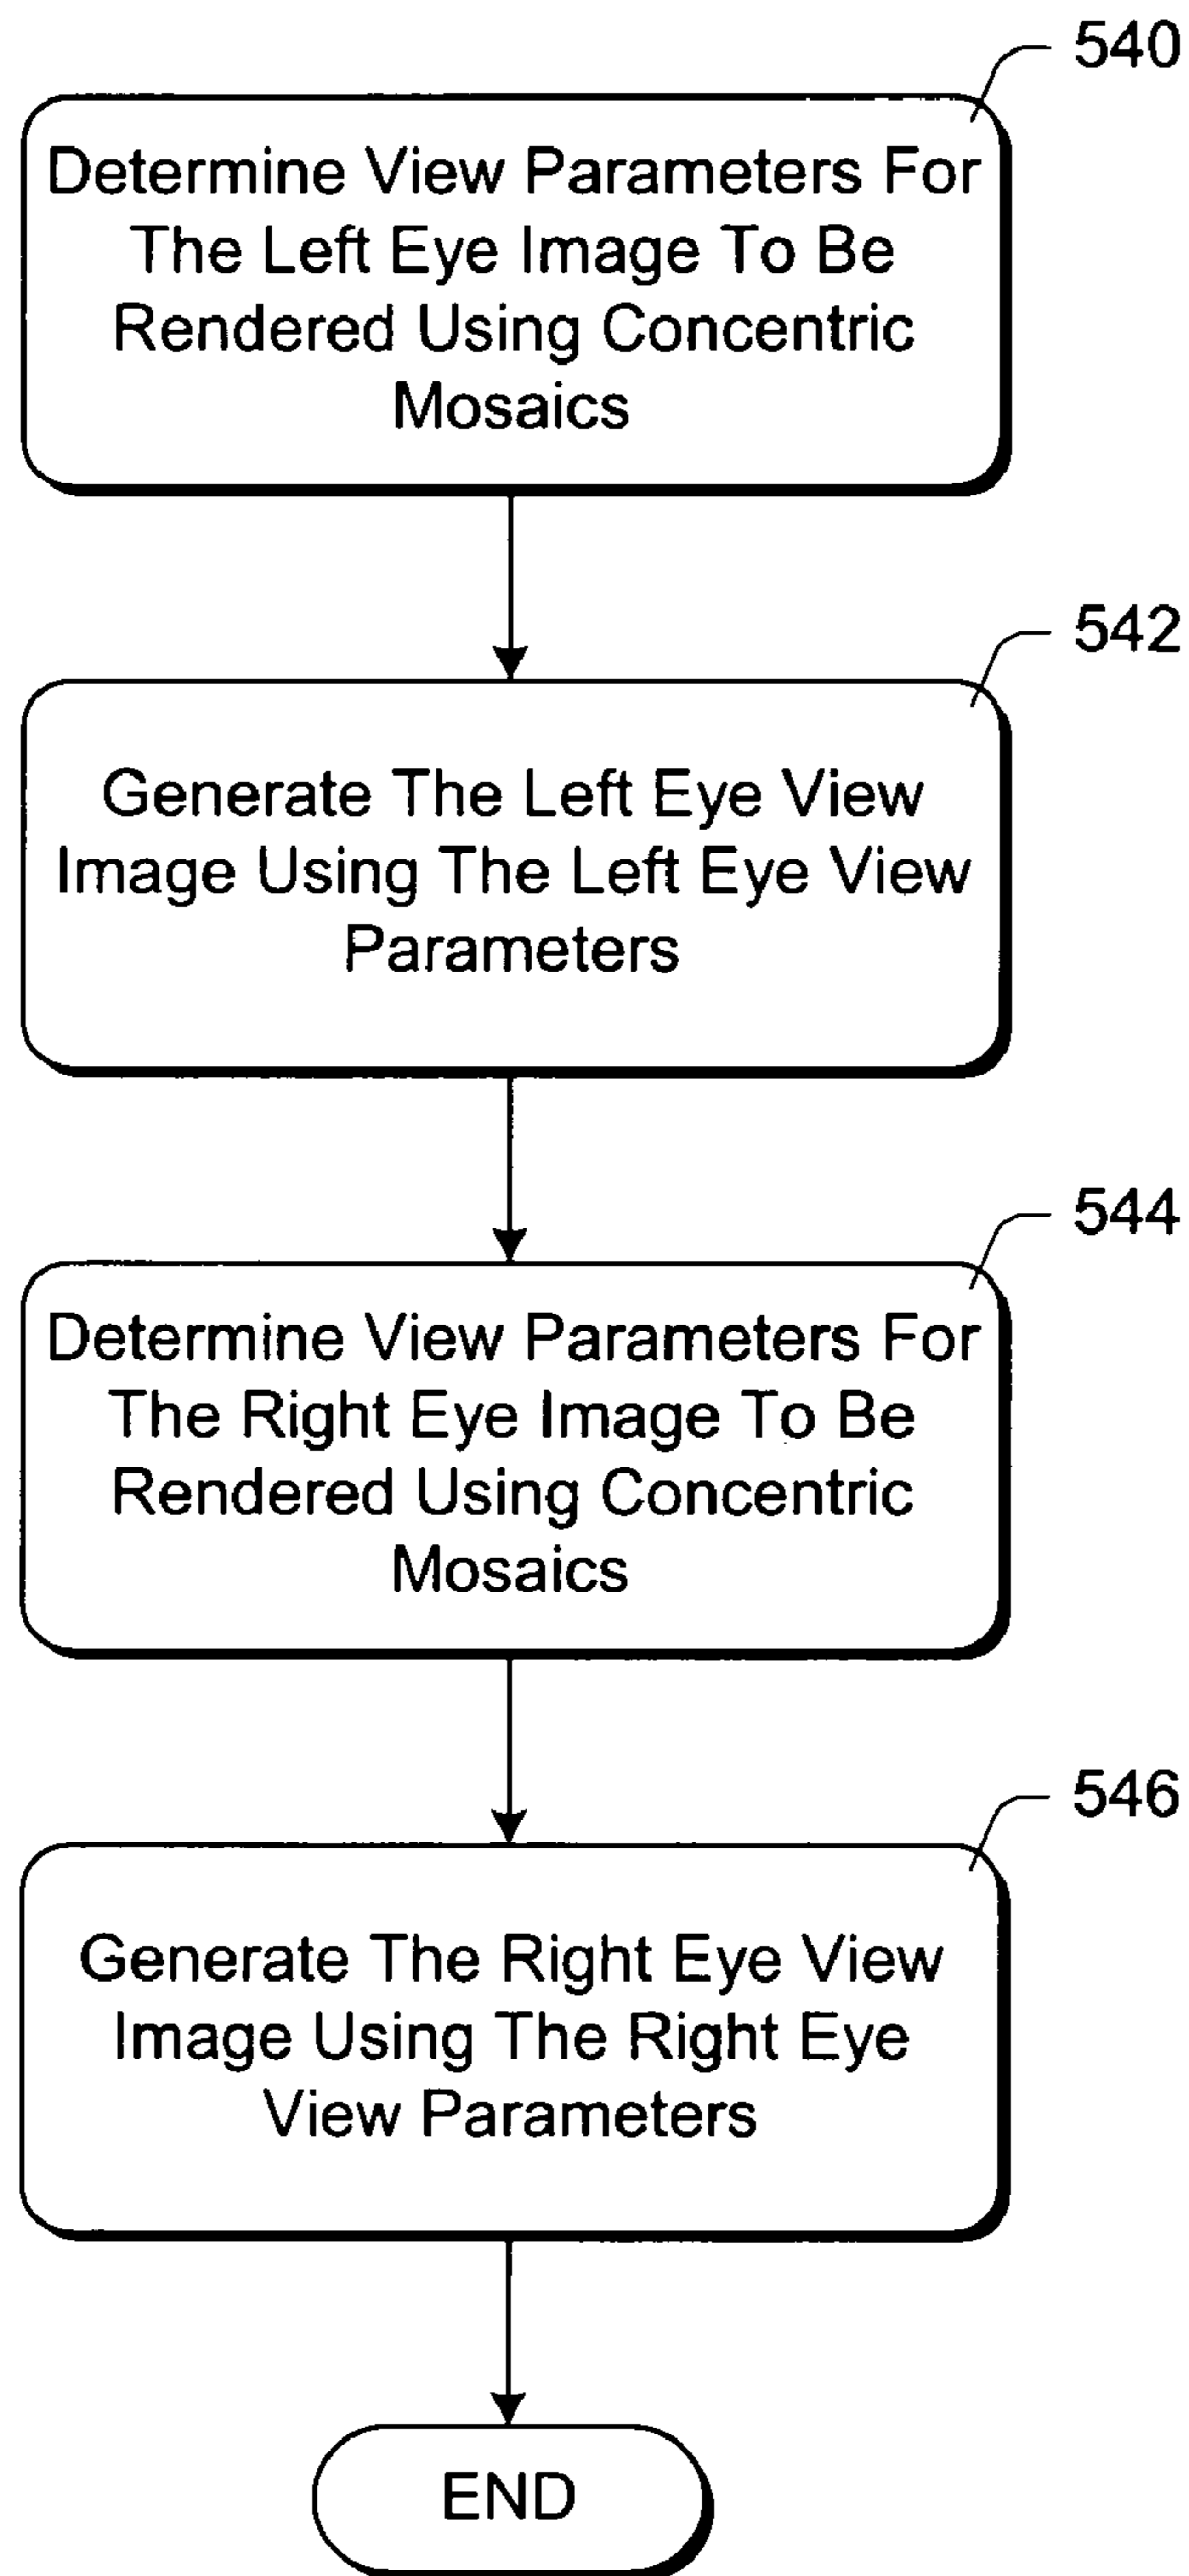 540
Determine View Parameters For
The Left Eye Image To Be
Rendered Using Concentric
Mosaics
542
Generate The Left Eye View
Image Using The Left Eye View
Parameters
544
Determine View Parameters For
The Right Eye Image To Be
Rendered Using Concentric
Mosaics
546
Generate The Right Eye View
Image Using The Right Eye
View Parameters
END